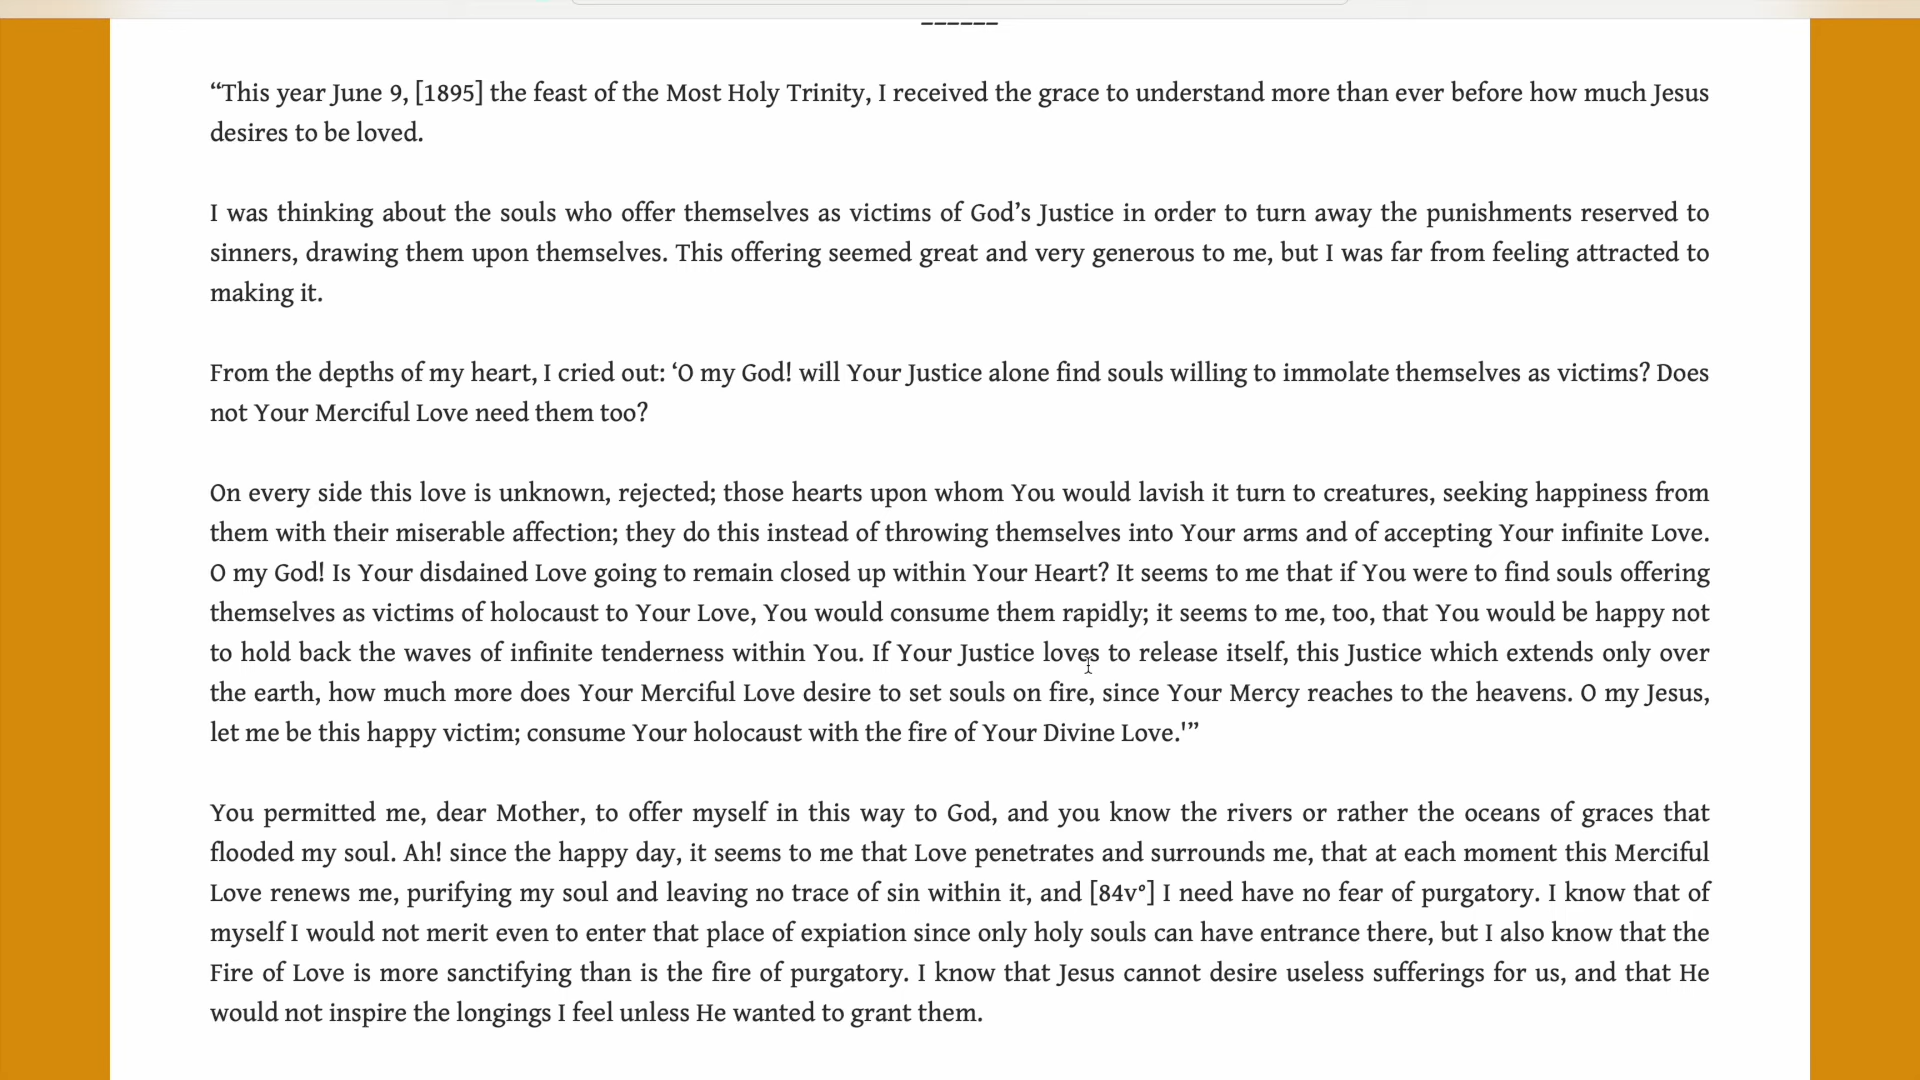 ______
“This year June 9, [1895] the feast of the Most Holy Trinity, I received the grace to understand more than ever before how much Jesus
desires to be loved.
I was thinking about the souls who offer themselves as victims of God’s Justice in order to turn away the punishments reserved to
sinners, drawing them upon themselves. This offering seemed great and very generous to me, but I was far from feeling attracted to
making it.
From the depths of my heart, I cried out: ‘O my God! will Your Justice alone find souls willing to immolate themselves as victims? Does
not Your Merciful Love need them too?
On every side this love is unknown, rejected; those hearts upon whom You would lavish it turn to creatures, seeking happiness from
them with their miserable affection; they do this instead of throwing themselves into Your arms and of accepting Your infinite Love.
O my God! Is Your disdained Love going to remain closed up within Your Heart? It seems to me that if You were to find souls offering
themselves as victims of holocaust to Your Love, You would consume them rapidly; it seems to me, too, that You would be happy not
to hold back the waves of infinite tenderness within You. If Your Justice loves to release itself, this Justice which extends only over
the earth, how much more does Your Merciful Love desire to set souls on fire, since Your Mercy reaches to the heavens. O my Jesus,
let me be this happy victim; consume Your holocaust with the fire of Your Divine Love.'”
You permitted me, dear Mother, to offer myself in this way to God, and you know the rivers or rather the oceans of graces that
flooded my soul. Ah! since the happy day, it seems to me that Love penetrates and surrounds me, that at each moment this Merciful
Love renews me, purifying my soul and leaving no trace of sin within it, and [84v°] I need have no fear of purgatory. I know that of
myself I would not merit even to enter that place of expiation since only holy souls can have entrance there, but I also know that the
Fire of Love is more sanctifying than is the fire of purgatory. I know that Jesus cannot desire useless sufferings for us, and that He
would not inspire the longings I feel unless He wanted to grant them.